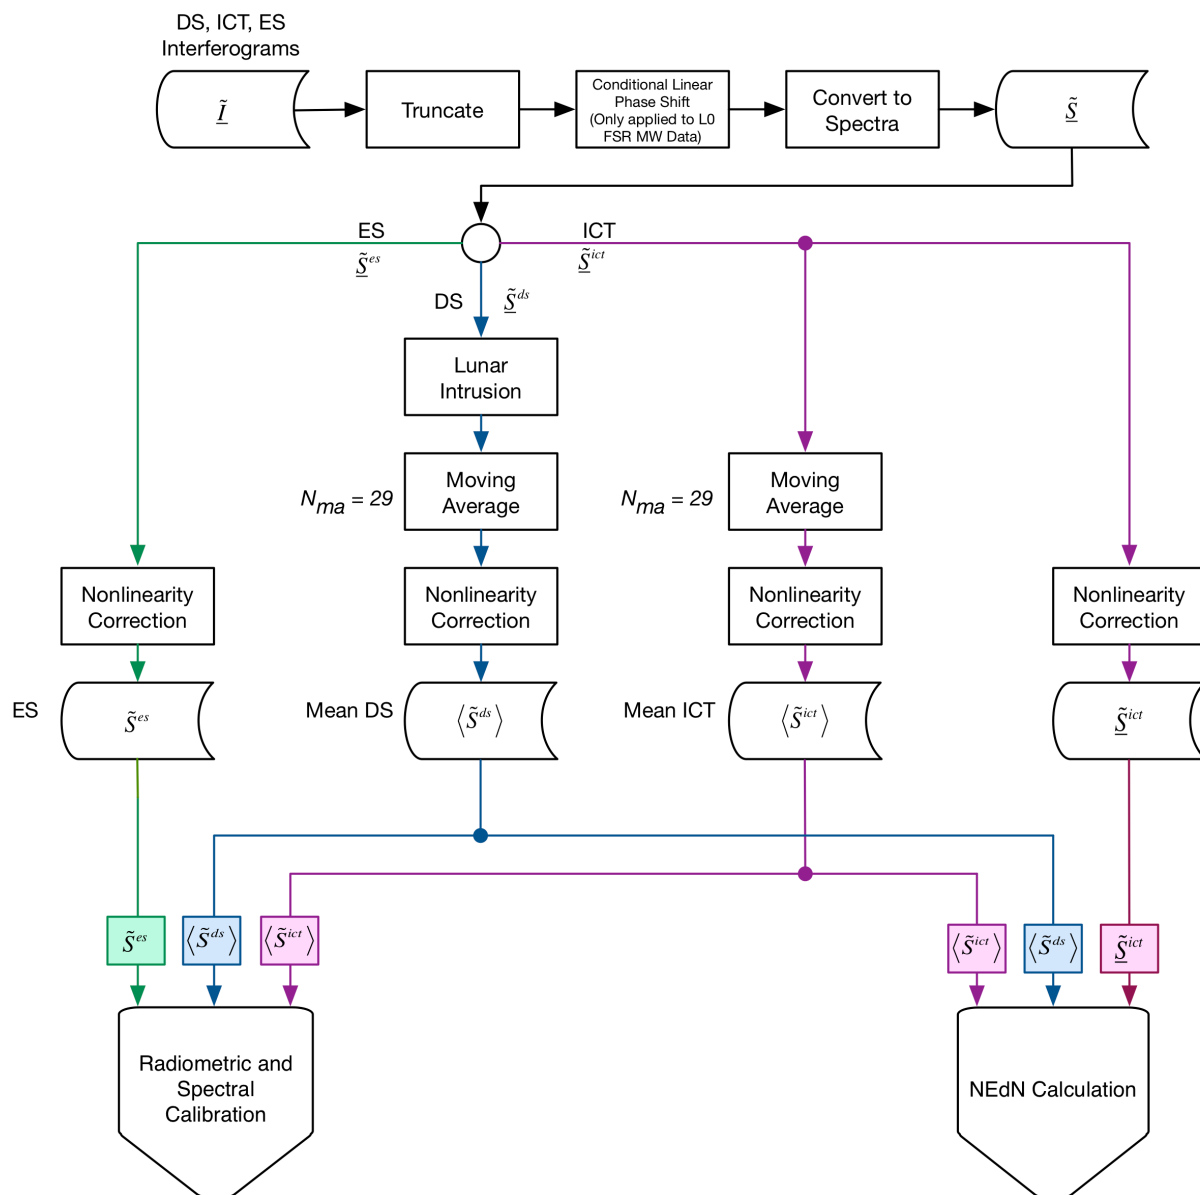 DS, ICT, ES
Interferograms
Ĩ
Truncate
Conditional Linear
Phase Shift
(Only applied to L0
FSR MW Data)
Convert to
Spectra
S̃
ES
S̃^es
ICT
S̃^ict
DS
S̃^ds
Lunar
Intrusion
N_ma = 29
Moving
Average
N_ma = 29
Moving
Average
Nonlinearity
Correction
Nonlinearity
Correction
Nonlinearity
Correction
Nonlinearity
Correction
ES
S̃^es
Mean DS
⟨S̃^ds⟩
Mean ICT
⟨S̃^ict⟩
S̃^ict
S̃^es
⟨S̃^ds⟩
⟨S̃^ict⟩
⟨S̃^ict⟩
⟨S̃^ds⟩
S̃^ict
Radiometric and
Spectral
Calibration
NEdN Calculation